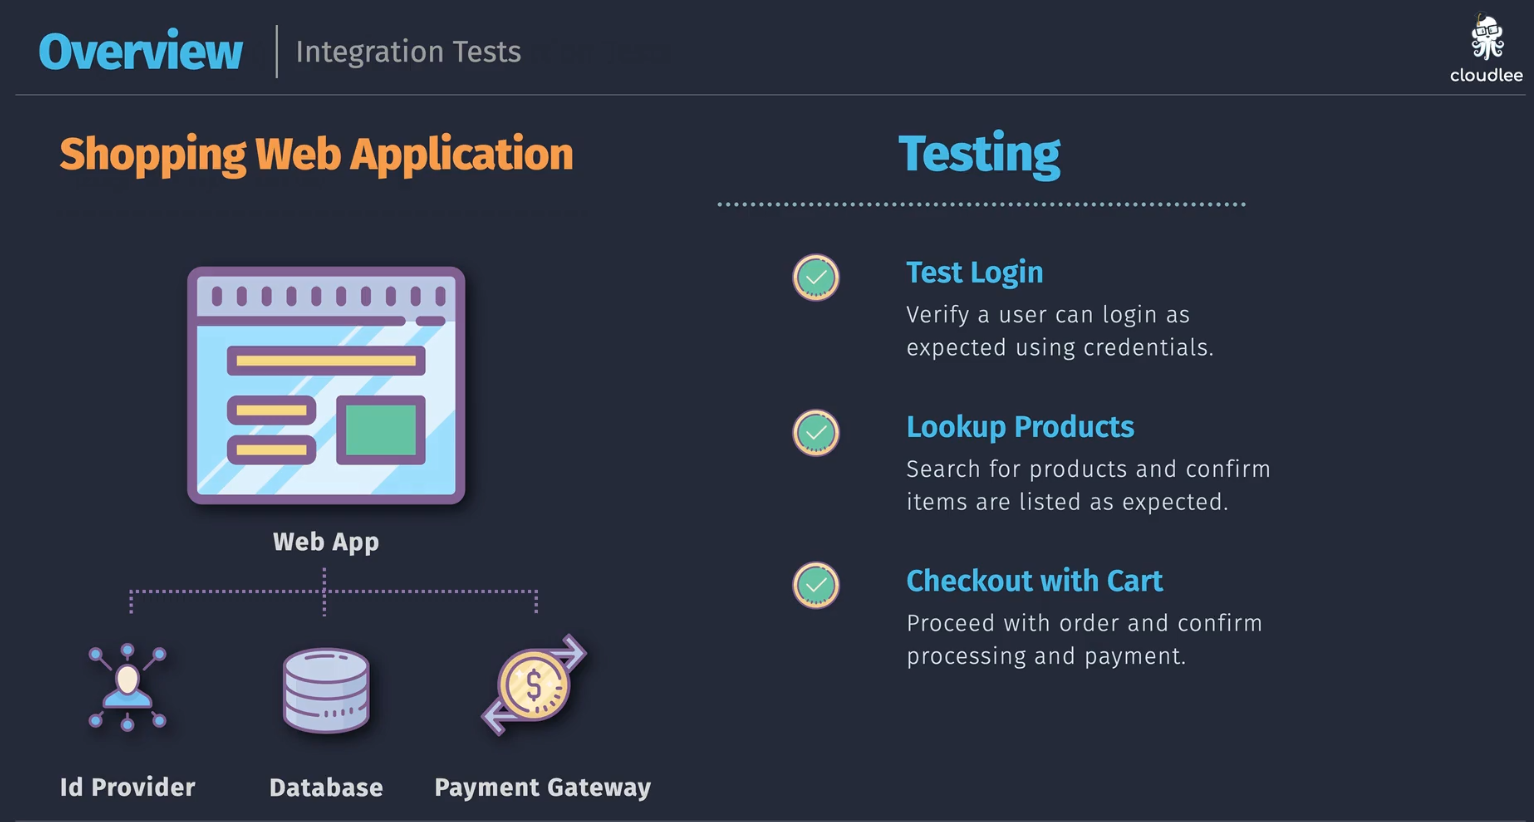 Overview
Integration Tests
cloudlee
Shopping Web Application
Web App
Id Provider
Database
Payment Gateway
$
Testing
Test Login
Verify a user can login as
expected using credentials.
Lookup Products
Search for products and confirm
items are listed as expected.
Checkout with Cart
Proceed with order and confirm
processing and payment.